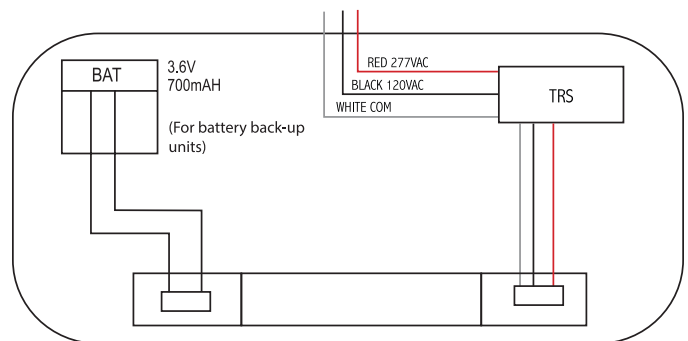 BAT
3.6V
700mAH
(For battery back-up
units)
RED 277VAC
BLACK 120VAC
WHITE COM
TRS